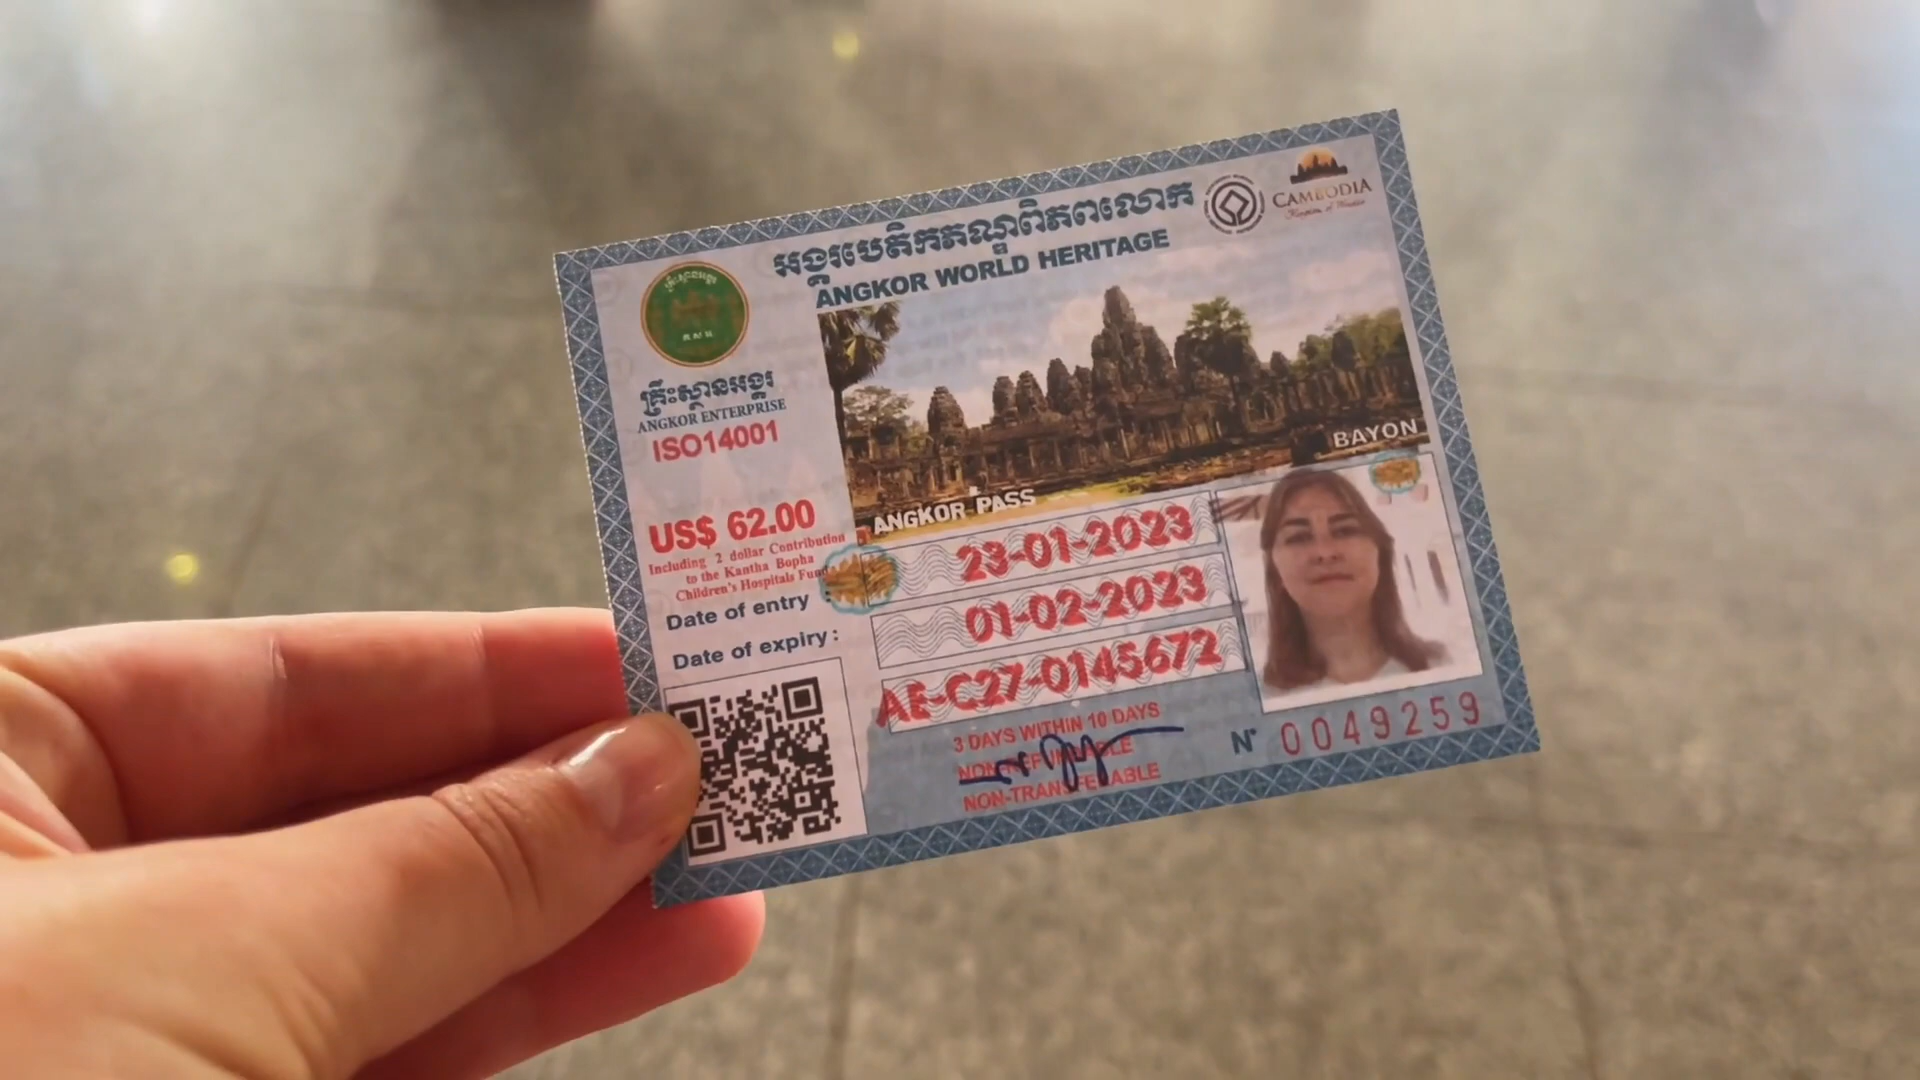 អង្គរបេតិកភណ្ឌពិភពលោក
ANGKOR WORLD HERITAGE
CAMBODIA
គ្រឹះស្ថានអង្គរ
ANGKOR ENTERPRISE
ISO14001
BAYON
ANGKOR PASS
US$ 62.00
Including 2 dollar Contribution
to the Kantha Bopha
Children's Hospitals Fund
Date of entry : 23-01-2023
Date of expiry : 01-02-2023
AE-C27-0145672
3 DAYS WITHIN 10 DAYS
NON-REFUNDABLE
NON-TRANSFERABLE
N° 0049259